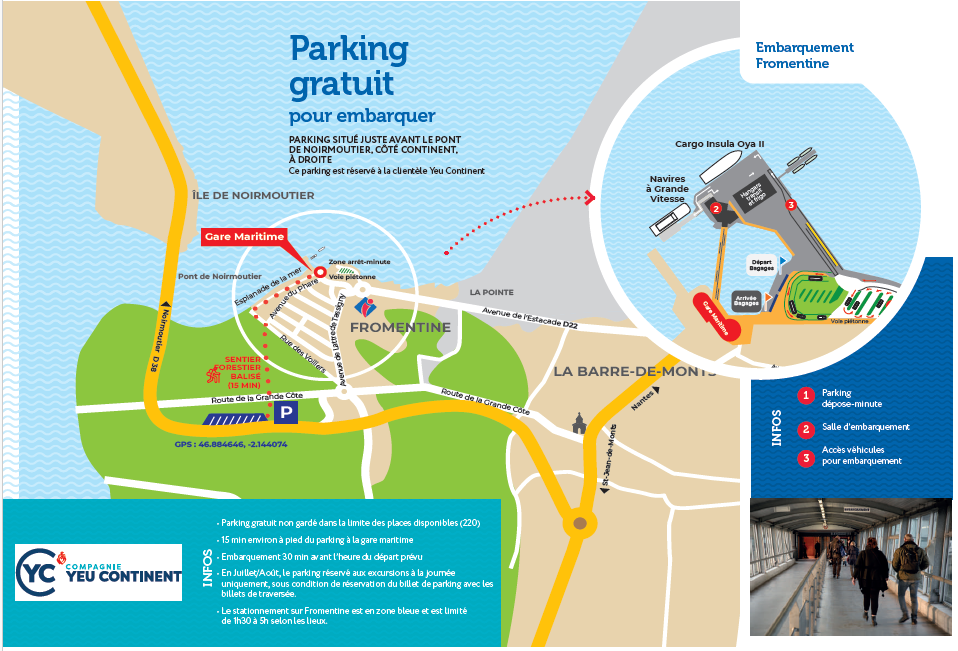 Parking
gratuit
pour embarquer
PARKING SITUÉ JUSTE AVANT LE PONT
DE NOIRMOUTIER, CÔTÉ CONTINENT,
À DROITE
Ce parking est réservé à la clientèle Yeu Continent
Embarquement
Fromentine
Cargo Insula Oya II
Navires
à Grande
Vitesse
Hangars
transit
et frigo
2
3
Départ
Bagages
Arrivée
Bagages
Gare Maritime
Voie piétonne
ÎLE DE NOIRMOUTIER
Gare Maritime
Zone arrêt-minute
Voie piétonne
Pont de Noirmoutier
Esplanade de la mer
Avenue du Phare
Avenue de Lattre de Tassigny
Rue des Voiliers
FROMENTINE
LA POINTE
Avenue de l'Estacade D22
Noirmoutier D 38
SENTIER
FORESTIER
BALISÉ
(15 MIN)
Route de la Grande Côte
Route de la Grande Côte
P
GPS : 46.884646, -2.144074
LA BARRE-DE-MONTS
Nantes
St-Jean-de-Monts
INFOS
1 Parking
dépose-minute
2 Salle d'embarquement
3 Accès véhicules
pour embarquement
YC COMPAGNIE
YEU CONTINENT
INFOS
• Parking gratuit non gardé dans la limite des places disponibles (220)
• 15 min environ à pied du parking à la gare maritime
• Embarquement 30 min avant l'heure du départ prévu
• En Juillet/Août, le parking réservé aux excursions à la journée
uniquement, sous condition de réservation du billet de parking avec les
billets de traversée.
• Le stationnement sur Fromentine est en zone bleue et est limité
de 1h30 à 5h selon les lieux.